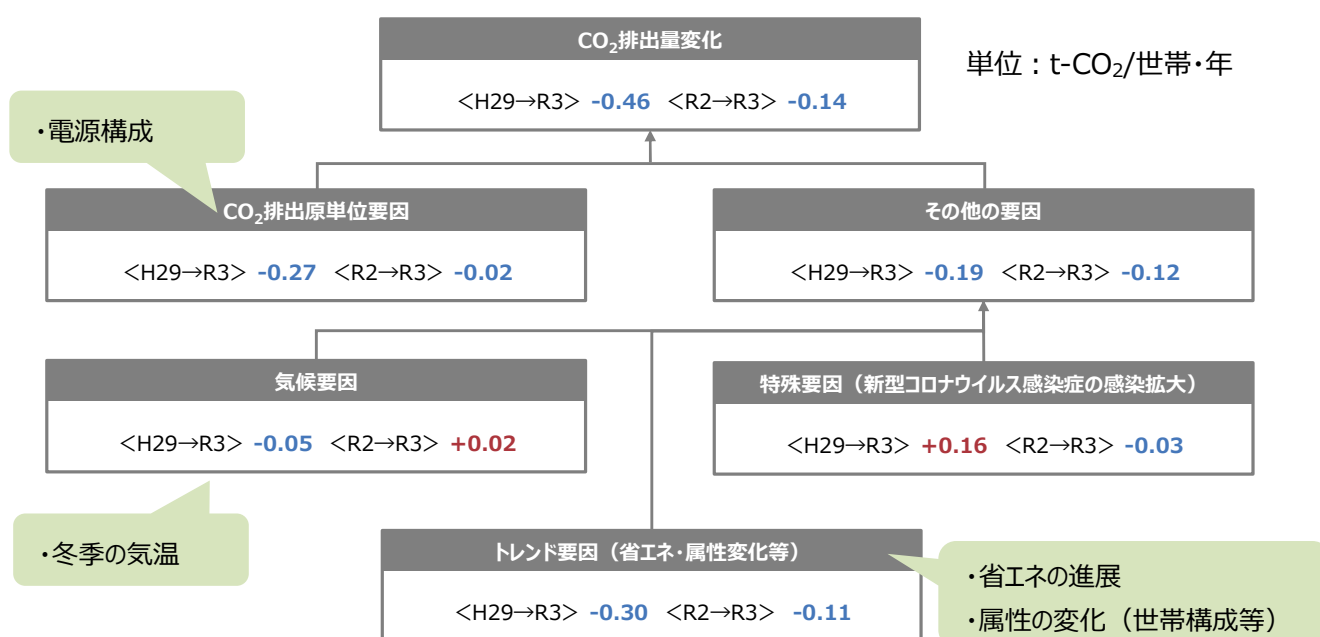 CO₂排出量変化
単位：t-CO₂/世帯・年
<H29→R3> -0.46 <R2→R3> -0.14
・電源構成
CO₂排出原単位要因
<H29→R3> -0.27 <R2→R3> -0.02
その他の要因
<H29→R3> -0.19 <R2→R3> -0.12
気候要因
<H29→R3> -0.05 <R2→R3> +0.02
特殊要因（新型コロナウイルス感染症の感染拡大）
<H29→R3> +0.16 <R2→R3> -0.03
・冬季の気温
トレンド要因（省エネ・属性変化等）
<H29→R3> -0.30 <R2→R3> -0.11
・省エネの進展
・属性の変化（世帯構成等）